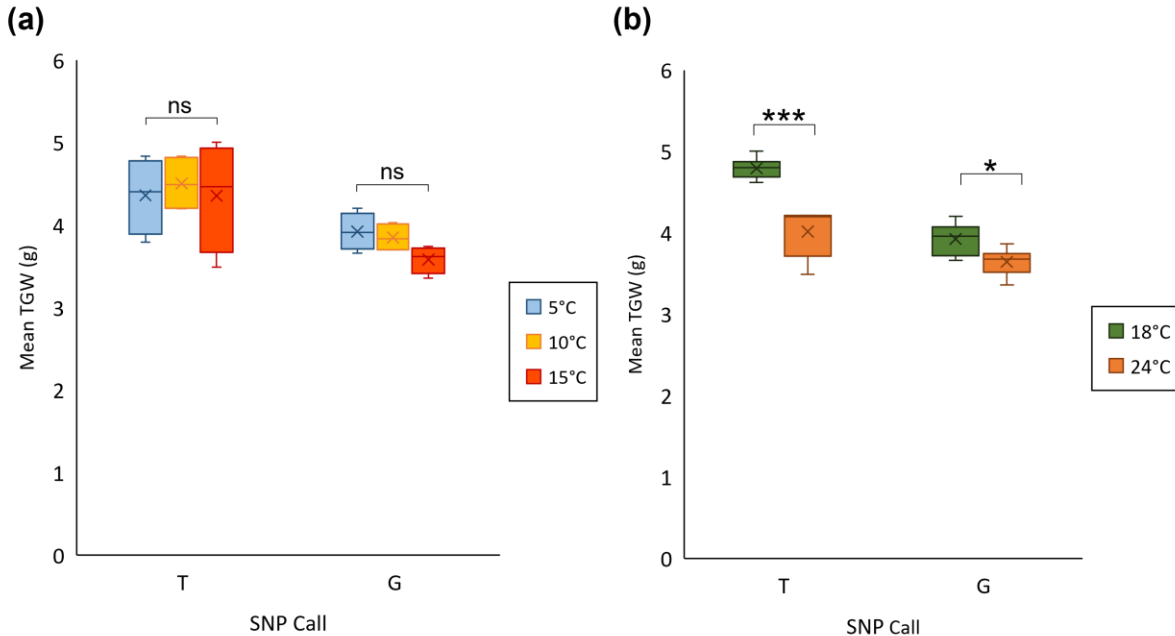 (a)
6
5
4
3
2
1
0
Mean TGW (g)
ns
ns
T
G
SNP Call
5°C
10°C
15°C
(b)
6
5
4
3
2
1
0
Mean TGW (g)
***
*
T
G
SNP Call
18°C
24°C